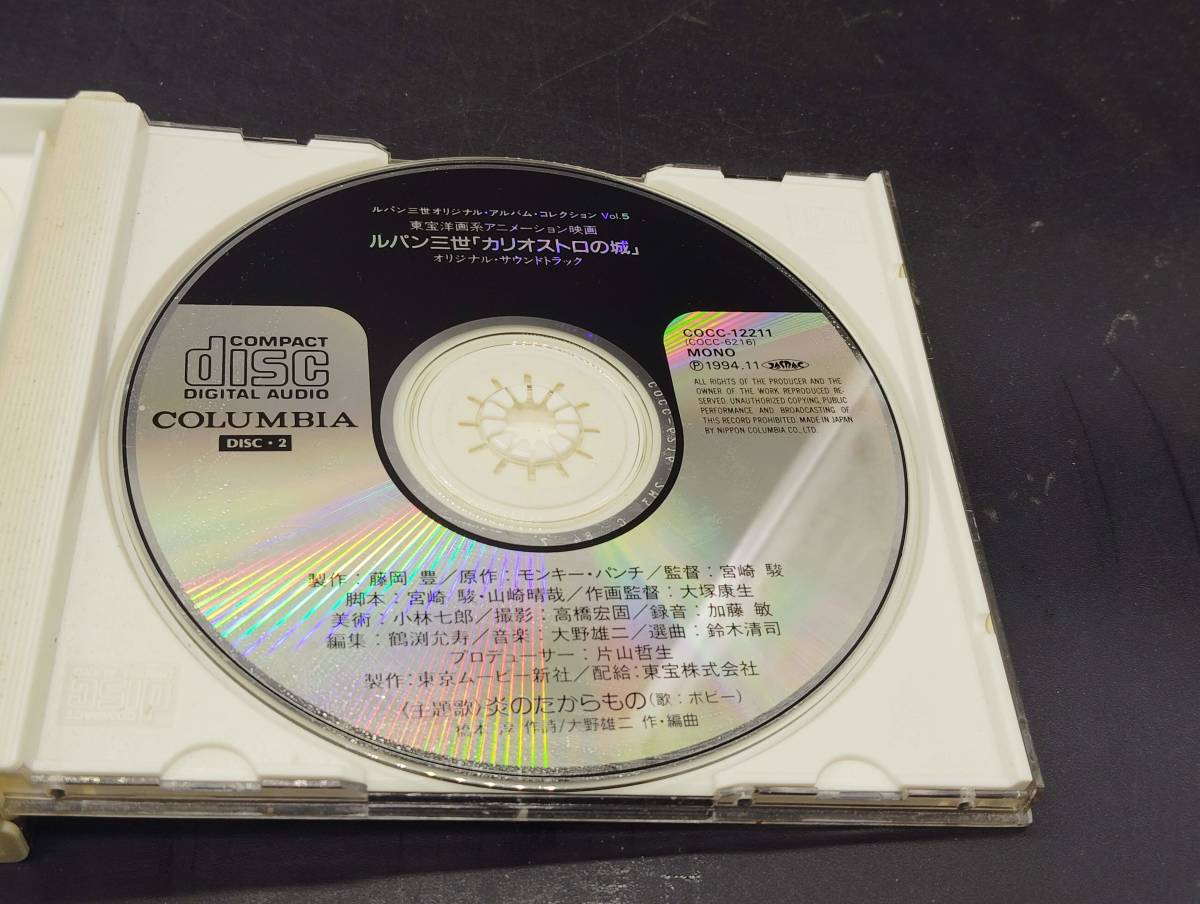 ルパン三世オリジナル・アルバム・コレクション Vol.5
東宝洋画系アニメーション映画
ルパン三世「カリオストロの城」
オリジナル・サウンドトラック
COMPACT
disc
DIGITAL AUDIO
COLUMBIA
DISC・2
COCC-12211
(COCC-6216)
MONO
Ⓟ1994.11 JASRAC
ALL RIGHTS OF THE PRODUCER AND THE
OWNER OF THE WORK REPRODUCED RE-
SERVED. UNAUTHORIZED COPYING, PUBLIC
PERFORMANCE AND BROADCASTING OF
THIS RECORD PROHIBITED. MADE IN JAPAN
BY NIPPON COLUMBIA CO., LTD.
製作：藤岡 豊／原作：モンキー・パンチ／監督：宮崎 駿
脚本：宮崎 駿・山崎晴哉／作画監督：大塚康生
美術：小林七郎／撮影：高橋宏固／録音：加藤 敏
編集：鶴渕允寿／音楽：大野雄二／選曲：鈴木清司
プロデューサー：片山哲生
製作：東京ムービー新社／配給：東宝株式会社
〈主題歌〉炎のたからもの（歌：ボビー）
橋本 淳 作詩/大野雄二 作・編曲